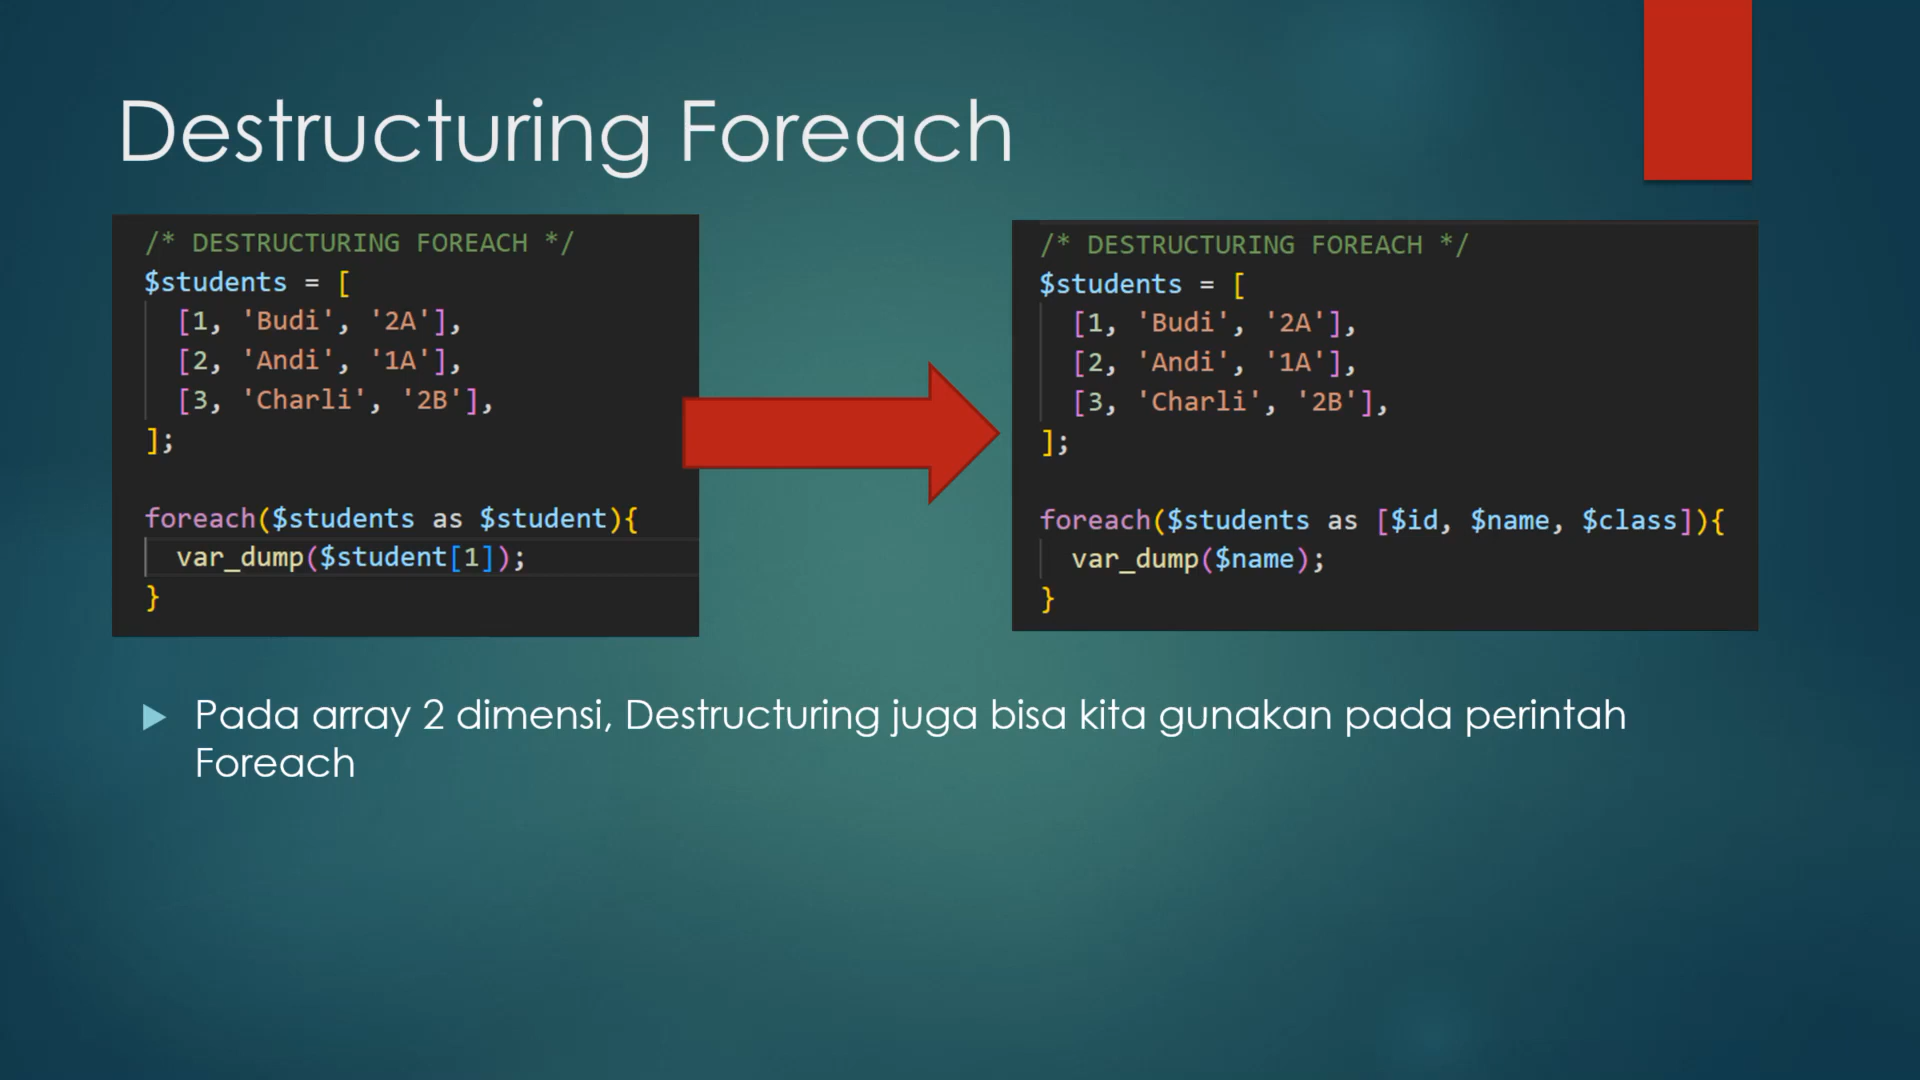 Destructuring Foreach
/* DESTRUCTURING FOREACH */
$students = [
[1, 'Budi', '2A'],
[2, 'Andi', '1A'],
[3, 'Charli', '2B'],
];
foreach($students as $student){
var_dump($student[1]);
}
/* DESTRUCTURING FOREACH */
$students = [
[1, 'Budi', '2A'],
[2, 'Andi', '1A'],
[3, 'Charli', '2B'],
];
foreach($students as [$id, $name, $class]){
var_dump($name);
}
Pada array 2 dimensi, Destructuring juga bisa kita gunakan pada perintah
Foreach